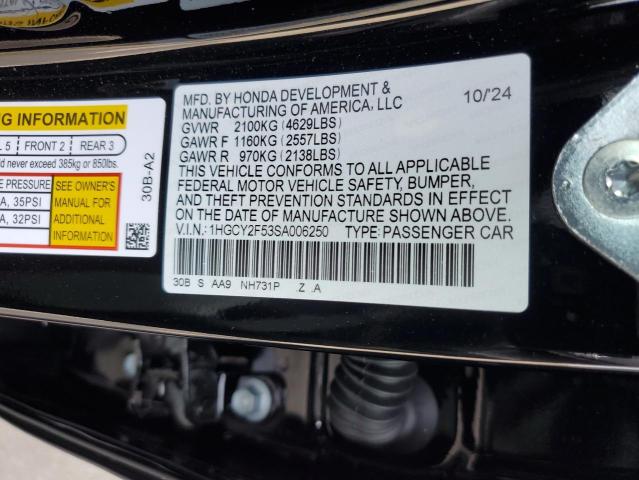 NG INFORMATION
L 5 FRONT 2 REAR 3
ld never exceed 385kg or 850lbs.
E PRESSURE
A, 35PSI
A, 32PSI
SEE OWNER'S
MANUAL FOR
ADDITIONAL
INFORMATION
30B-A2
MFD. BY HONDA DEVELOPMENT &
MANUFACTURING OF AMERICA, LLC 10/24
GVWR 2100KG (4629LBS)
GAWR F 1160KG (2557LBS)
GAWR R 970KG (2138LBS)
THIS VEHICLE CONFORMS TO ALL APPLICABLE
FEDERAL MOTOR VEHICLE SAFETY, BUMPER,
AND THEFT PREVENTION STANDARDS IN EFFECT
ON THE DATE OF MANUFACTURE SHOWN ABOVE.
V.I.N.: 1HGCY2F53SA006250 TYPE: PASSENGER CAR
30B S AA9 NH731P .Z .A